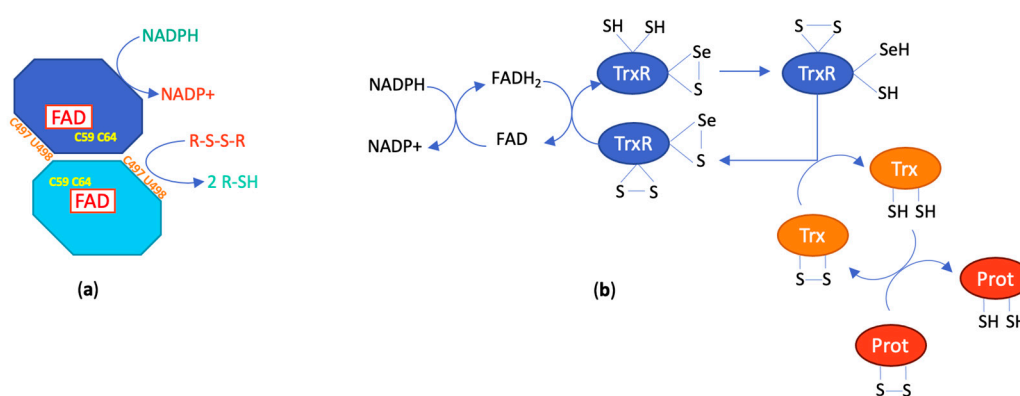 NADPH
NADP+
FAD
C59 C64
C497 U498
R-S-S-R
2 R-SH
C497 U498
C59 C64
FAD
(a)
NADPH
NADP+
FADH2
FAD
SH SH
TrxR
Se
S
TrxR
Se
S
S S
S S
TrxR
SeH
SH
Trx
SH SH
Trx
S S
Prot
SH SH
Prot
S S
(b)